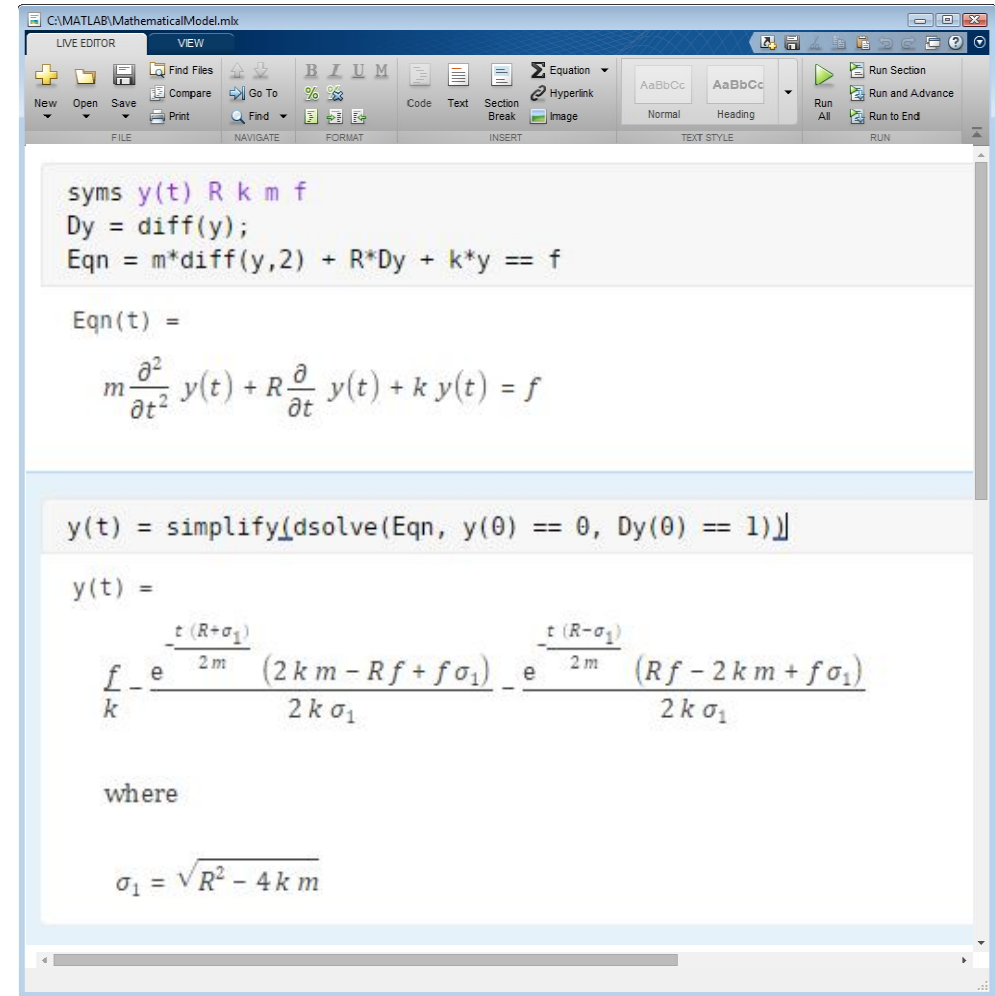 C:\MATLAB\MathematicalModel.mlx
LIVE EDITOR VIEW
New Open Save Find Files Compare Print FILE
Go To Find NAVIGATE
B I U M FORMAT
Code Text Section Break Equation Hyperlink Image INSERT
AaBbCc Normal AaBbCc Heading TEXT STYLE
Run All Run Section Run and Advance Run to End RUN
syms y(t) R k m f
Dy = diff(y);
Eqn = m*diff(y,2) + R*Dy + k*y == f
Eqn(t) =
m ∂²/∂t² y(t) + R ∂/∂t y(t) + k y(t) = f
y(t) = simplify(dsolve(Eqn, y(0) == 0, Dy(0) == 1))
y(t) =
f/k − e^(−t (R+σ₁)/2 m) (2 k m − R f + f σ₁)/2 k σ₁ − e^(−t (R−σ₁)/2 m) (R f − 2 k m + f σ₁)/2 k σ₁
where
σ₁ = √(R² − 4 k m)